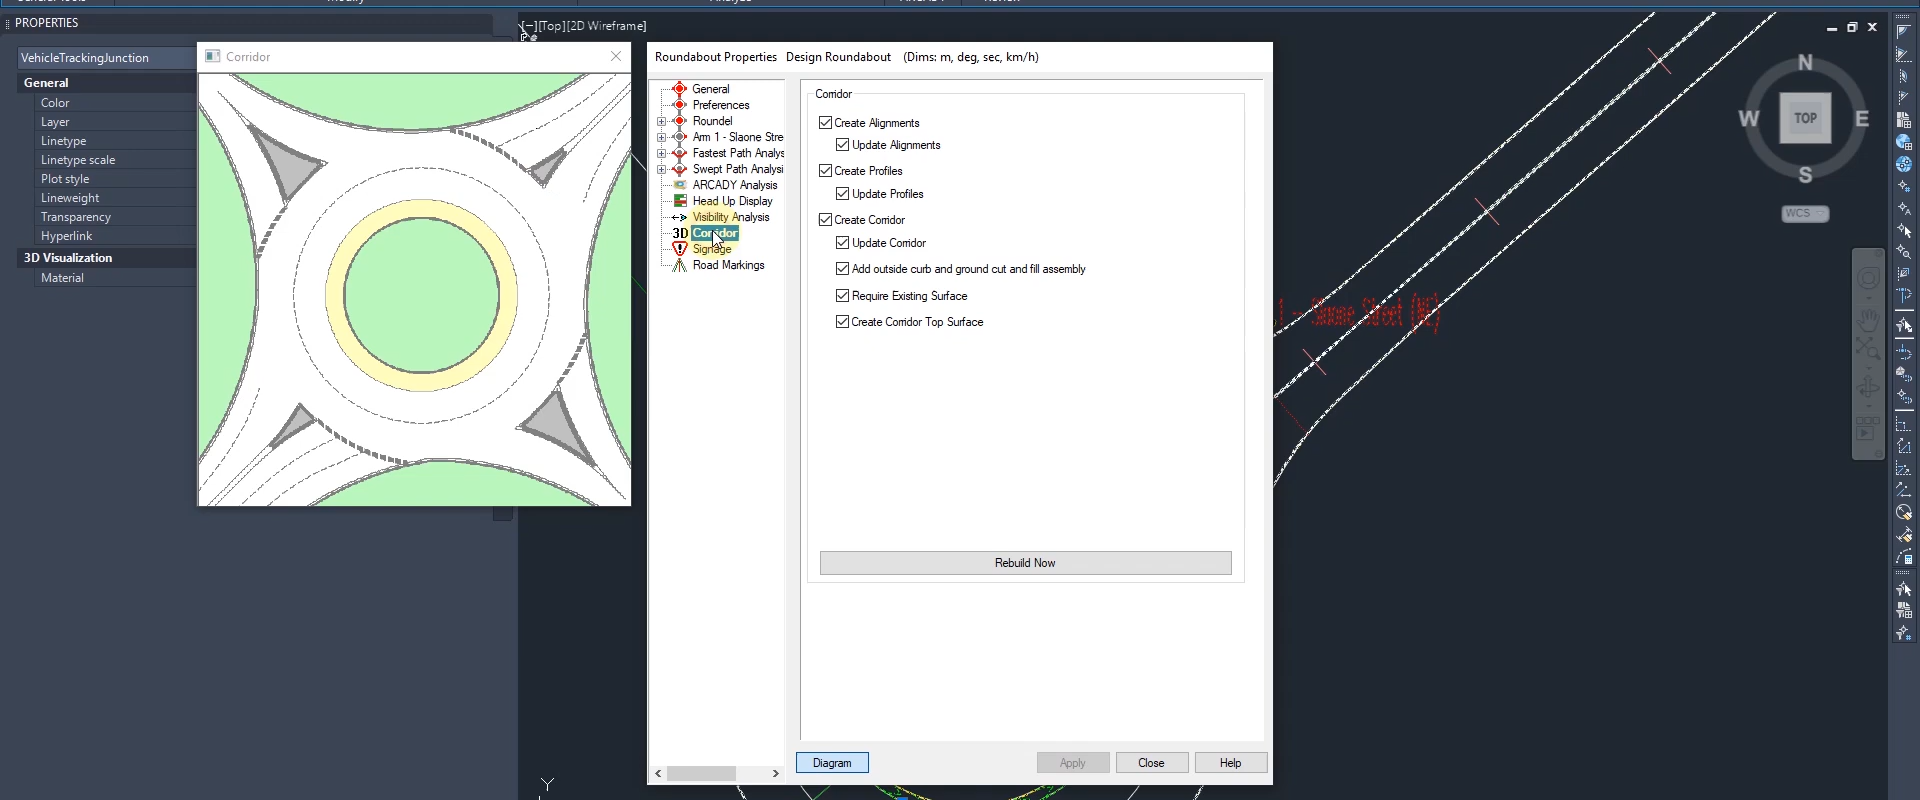 PROPERTIES
VehicleTrackingJunction
General
Color
Layer
Linetype
Linetype scale
Plot style
Lineweight
Transparency
Hyperlink
3D Visualization
Material
[−][Top][2D Wireframe]
Corridor
Roundabout Properties Design Roundabout (Dims: m, deg, sec, km/h)
General
Preferences
Roundel
Arm 1 - Slaone Stre
Fastest Path Analys
Swept Path Analysi
ARCADY Analysis
Head Up Display
Visibility Analysis
3D Corridor
Signage
Road Markings
Corridor
Create Alignments
Update Alignments
Create Profiles
Update Profiles
Create Corridor
Update Corridor
Add outside curb and ground cut and fill assembly
Require Existing Surface
Create Corridor Top Surface
Rebuild Now
Diagram
Apply
Close
Help
1 - Slaone Street (NE)
N
W
TOP
E
S
WCS
Y